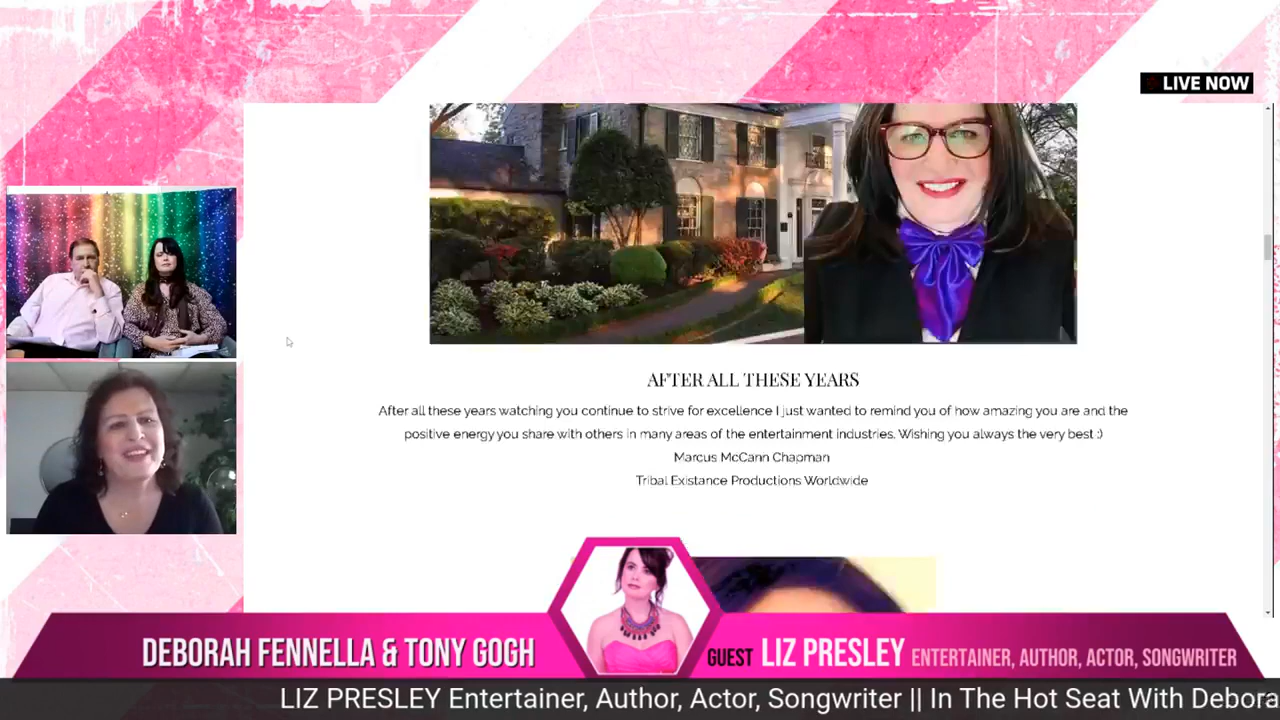 LIVE NOW
AFTER ALL THESE YEARS
After all these years watching you continue to strive for excellence I just wanted to remind you of how amazing you are and the
positive energy you share with others in many areas of the entertainment industries. Wishing you always the very best :)
Marcus McCann Chapman
Tribal Existance Productions Worldwide
DEBORAH FENNELLA & TONY GOGH
GUEST LIZ PRESLEY ENTERTAINER, AUTHOR, ACTOR, SONGWRITER
LIZ PRESLEY Entertainer, Author, Actor, Songwriter || In The Hot Seat With Debora